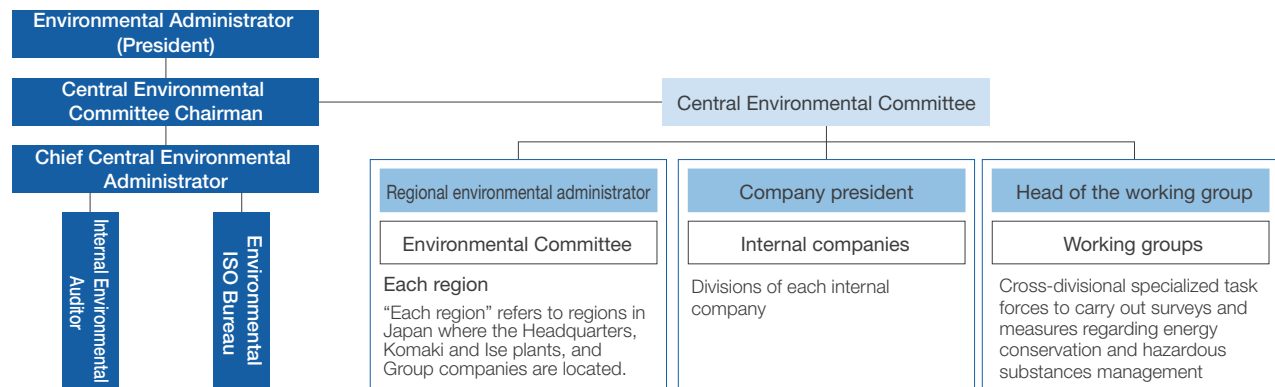 Environmental Administrator
(President)
Central Environmental
Committee Chairman
Chief Central Environmental
Administrator
Internal Environmental
Auditor
Environmental
ISO Bureau
Central Environmental Committee
Regional environmental administrator
Environmental Committee
Each region
“Each region” refers to regions in
Japan where the Headquarters,
Komaki and Ise plants, and
Group companies are located.
Company president
Internal companies
Divisions of each internal
company
Head of the working group
Working groups
Cross-divisional specialized task
forces to carry out surveys and
measures regarding energy
conservation and hazardous
substances management